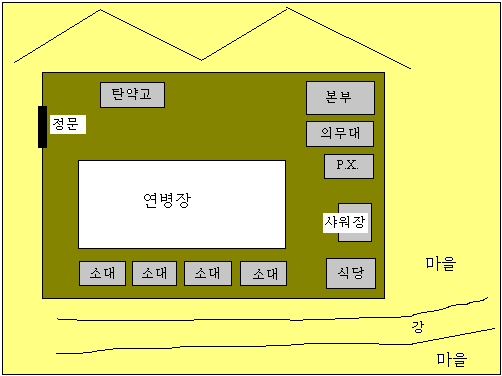 탄약고
본부
정문
의무대
P.X.
연병장
샤워장
소대 소대 소대 소대 식당
마을
강
마을